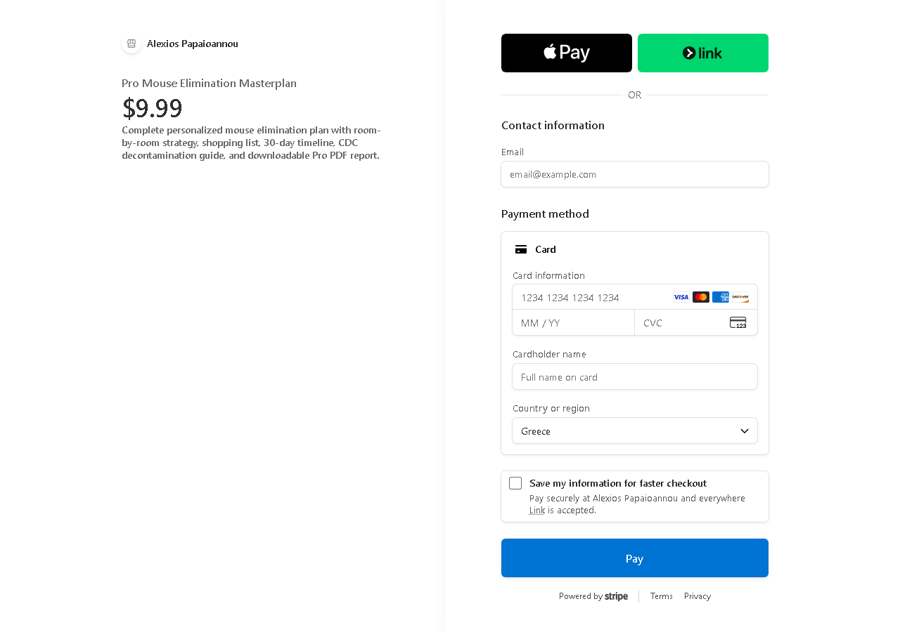 Alexios Papaioannou
Pro Mouse Elimination Masterplan
$9.99
Complete personalized mouse elimination plan with room-
by-room strategy, shopping list, 30-day timeline, CDC
decontamination guide, and downloadable Pro PDF report.
Pay
link
OR
Contact information
Email
email@example.com
Payment method
Card
Card information
1234 1234 1234 1234
VISA
MM / YY
CVC
123
Cardholder name
Full name on card
Country or region
Greece
Save my information for faster checkout
Pay securely at Alexios Papaioannou and everywhere
Link is accepted.
Pay
Powered by stripe
Terms
Privacy